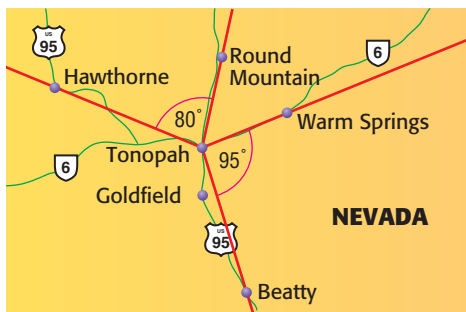 US
95
6
Round
Mountain
Hawthorne
80°
Warm Springs
Tonopah
95°
6
Goldfield
US
95
NEVADA
Beatty